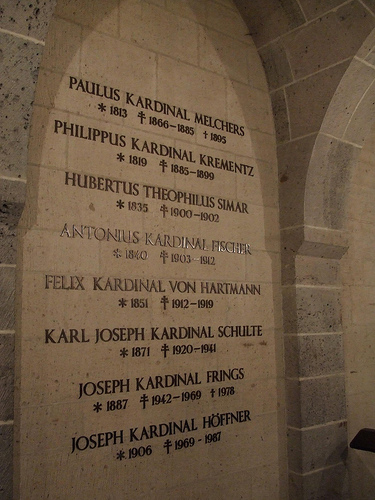 PAULUS KARDINAL MELCHERS
* 1813 ‡ 1866–1885 † 1895
PHILIPPUS KARDINAL KREMENTZ
* 1819 ‡ 1885–1899
HUBERTUS THEOPHILUS SIMAR
* 1835 ‡ 1900–1902
ANTONIUS KARDINAL FISCHER
* 1840 ‡ 1903–1912
FELIX KARDINAL VON HARTMANN
* 1851 ‡ 1912–1919
KARL JOSEPH KARDINAL SCHULTE
* 1871 ‡ 1920–1941
JOSEPH KARDINAL FRINGS
* 1887 ‡ 1942–1969 † 1978
JOSEPH KARDINAL HÖFFNER
* 1906 ‡ 1969-1987